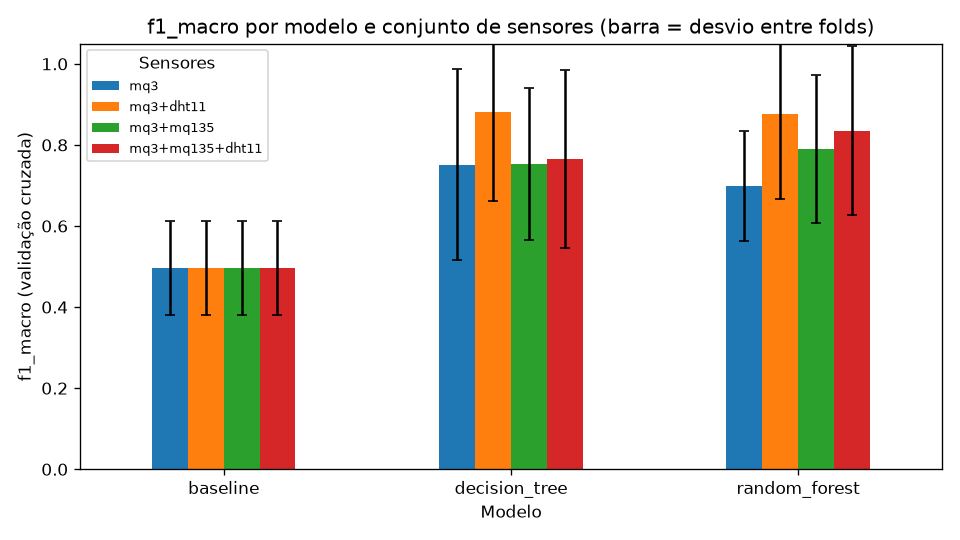 f1_macro por modelo e conjunto de sensores (barra = desvio entre folds)
Sensores
mq3
mq3+dht11
mq3+mq135
mq3+mq135+dht11
f1_macro (validação cruzada)
1.0
0.8
0.6
0.4
0.2
0.0
baseline
decision_tree
random_forest
Modelo